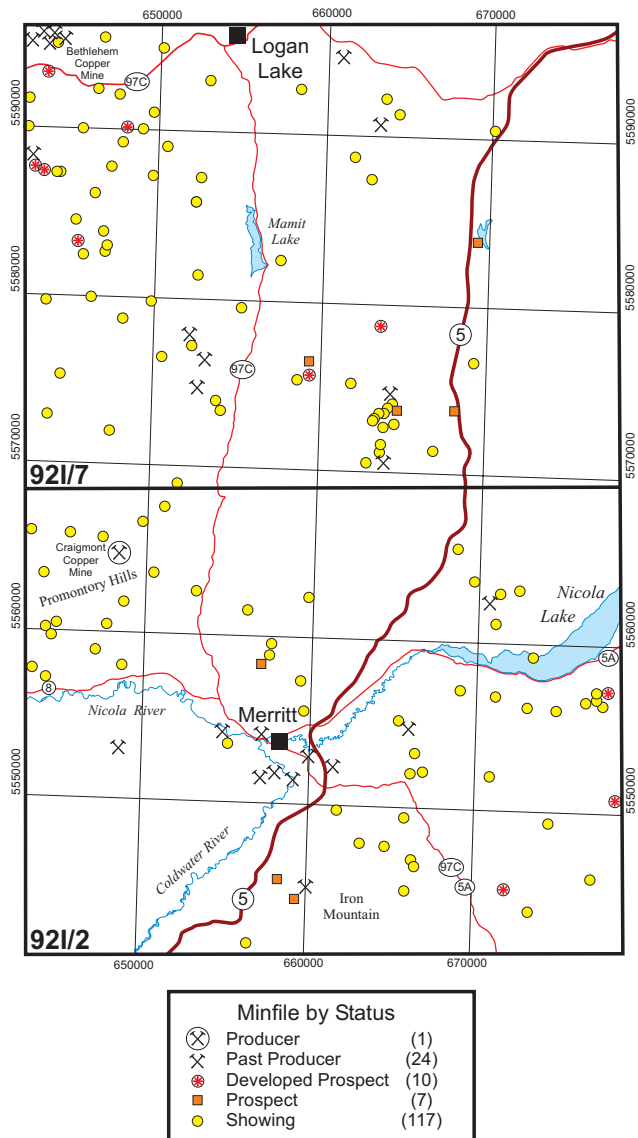 650000
660000
670000
Bethlehem
Copper
Mine
Logan
Lake
97C
5590000
5590000
Mamit
Lake
5580000
5580000
5
97C
5570000
5570000
92I/7
Craigmont
Copper
Mine
Promontory Hills
Nicola
Lake
5560000
5560000
5A
8
Nicola River
Merritt
5550000
5550000
Coldwater River
97C
5A
5
Iron
Mountain
92I/2
650000
660000
670000
Minfile by Status
Producer (1)
Past Producer (24)
Developed Prospect (10)
Prospect (7)
Showing (117)